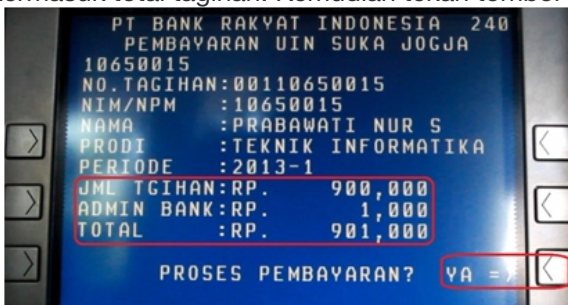 PT BANK RAKYAT INDONESIA 240
PEMBAYARAN UIN SUKA JOGJA
10650015
NO.TAGIHAN:00110650015
NIM/NPM :10650015
NAMA :PRABAWATI NUR S
PRODI :TEKNIK INFORMATIKA
PERIODE :2013-1
JML TGIHAN:RP. 900,000
ADMIN BANK:RP. 1,000
TOTAL :RP. 901,000
PROSES PEMBAYARAN? YA =>